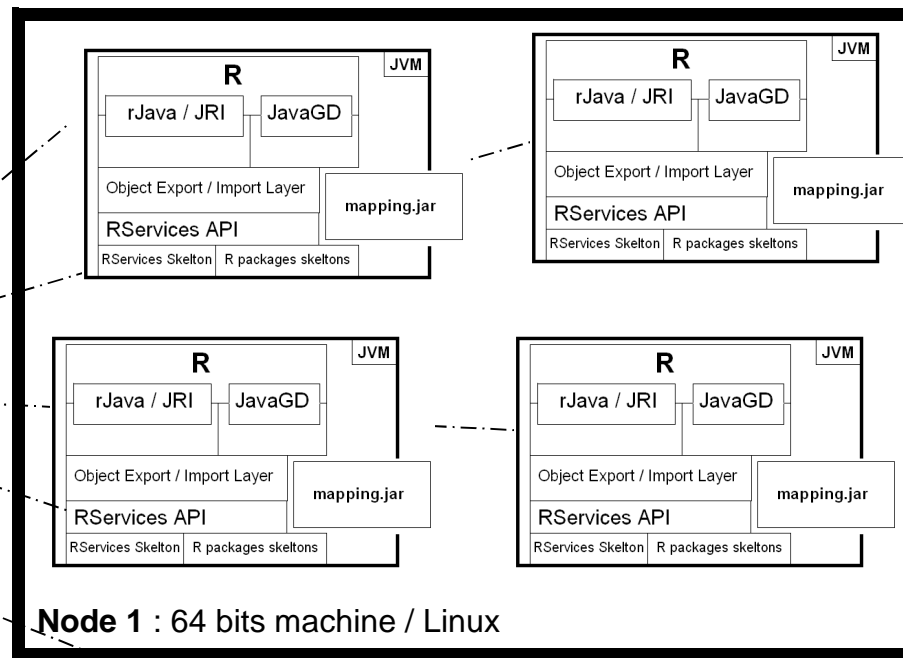 JVM
R
rJava / JRI JavaGD
Object Export / Import Layer
mapping.jar
RServices API
RServices Skelton R packages skeltons
JVM
R
rJava / JRI JavaGD
Object Export / Import Layer
mapping.jar
RServices API
RServices Skelton R packages skeltons
JVM
R
rJava / JRI JavaGD
Object Export / Import Layer
mapping.jar
RServices API
RServices Skelton R packages skeltons
JVM
R
rJava / JRI JavaGD
Object Export / Import Layer
mapping.jar
RServices API
RServices Skelton R packages skeltons
Node 1 : 64 bits machine / Linux